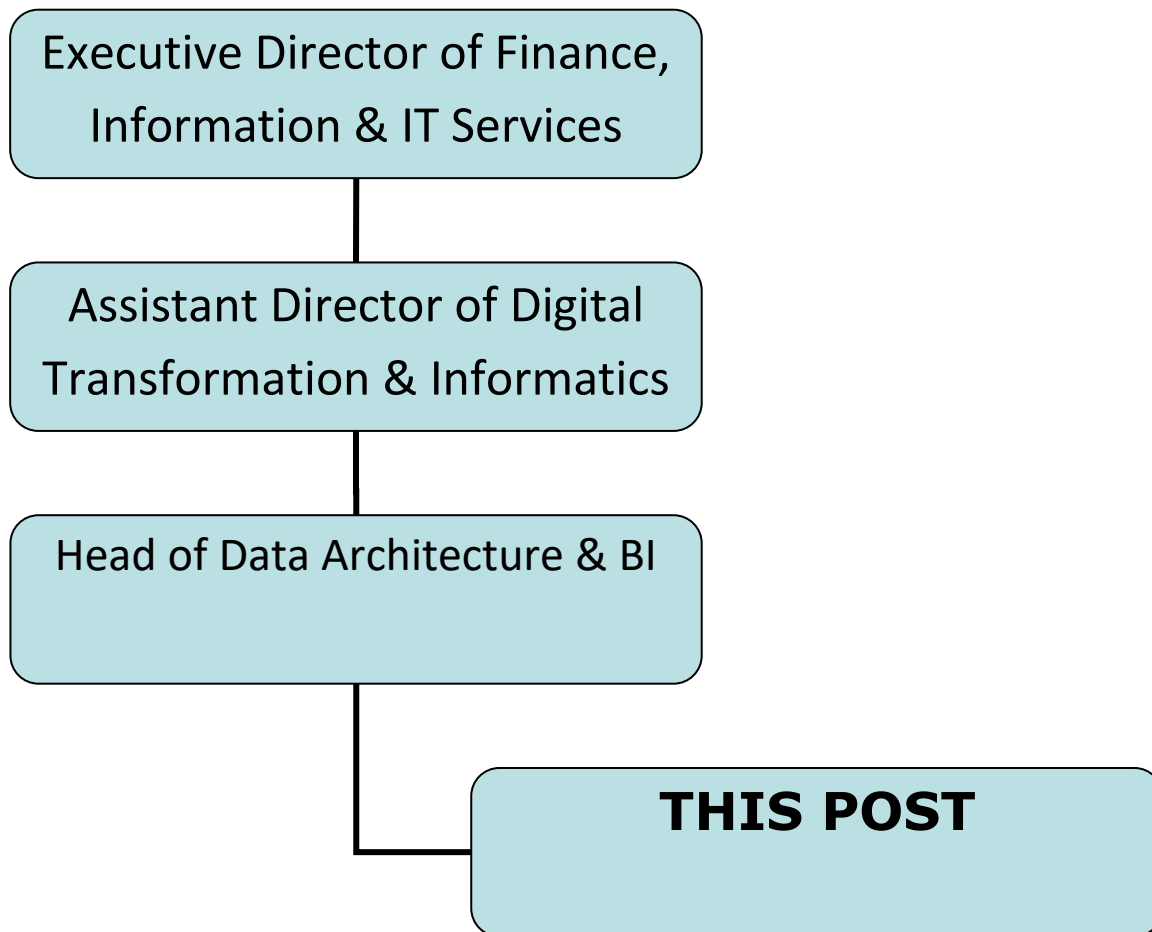 Executive Director of Finance,
Information & IT Services
Assistant Director of Digital
Transformation & Informatics
Head of Data Architecture & BI
THIS POST